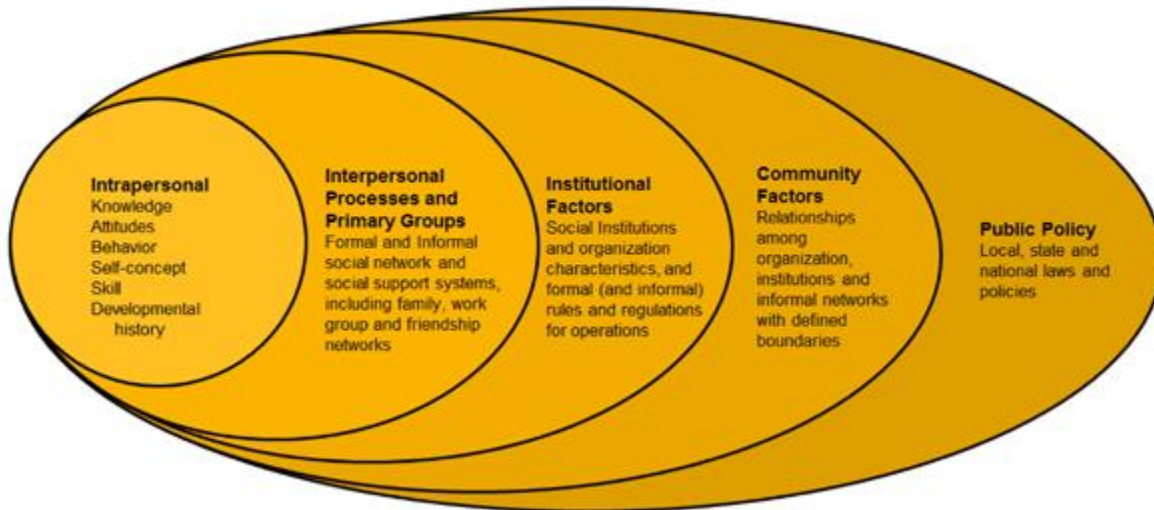 Intrapersonal
Knowledge
Attitudes
Behavior
Self-concept
Skill
Developmental
history
Interpersonal
Processes and
Primary Groups
Formal and Informal
social network and
social support systems,
including family, work
group and friendship
networks
Institutional
Factors
Social Institutions
and organization
characteristics, and
formal (and informal)
rules and regulations
for operations
Community
Factors
Relationships
among
organization,
institutions and
informal networks
with defined
boundaries
Public Policy
Local, state and
national laws and
policies